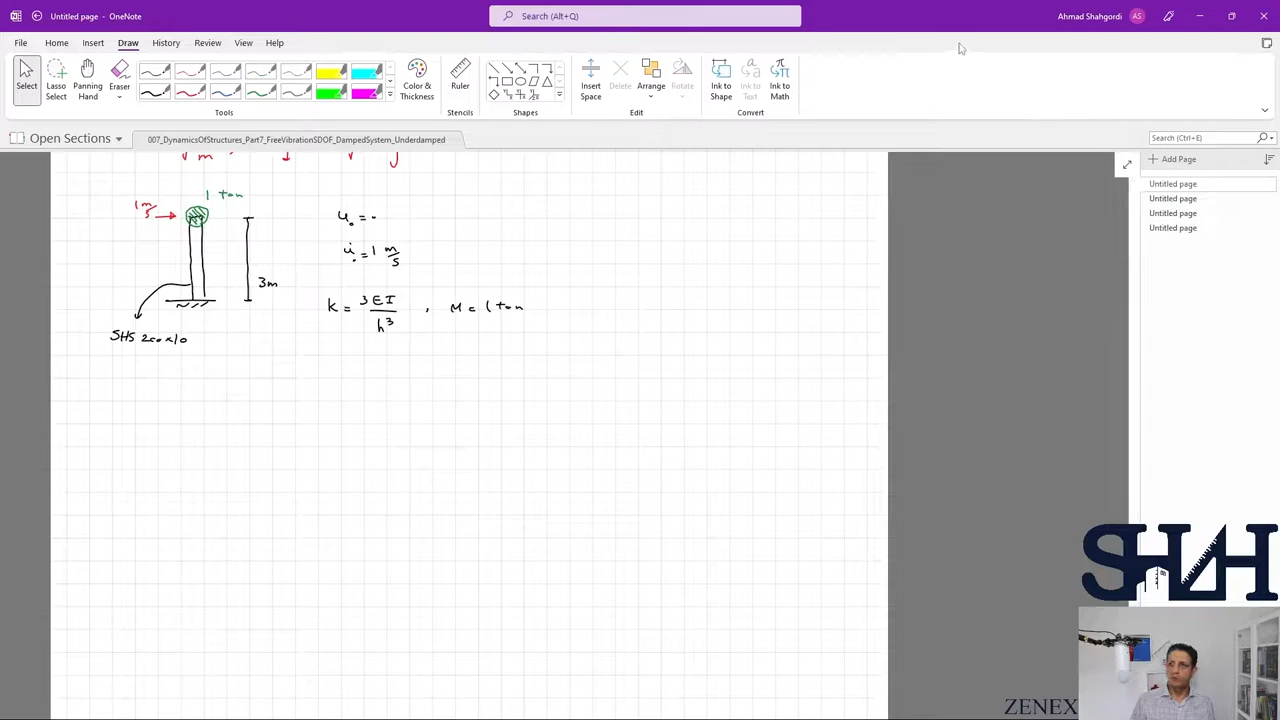 Untitled page - OneNote
Search (Alt+Q)
Ahmad Shahgordi
AS
File Home Insert Draw History Review View Help
Select
Lasso Select
Panning Hand
Eraser
Color & Thickness
Ruler
Insert Space
Delete
Arrange
Rotate
Ink to Shape
Ink to Text
Ink to Math
Tools
Stencils
Shapes
Edit
Convert
Open Sections
007_DynamicsOfStructures_Part7_FreeVibrationSDOF_DampedSystem_Underdamped
Search (Ctrl+E)
Add Page
Untitled page
Untitled page
Untitled page
Untitled page
m
1 ton
1 m/s
u₀ = 0
u̇₀ = 1 m/s
3m
k = 3EI/h³ , M = 1 ton
SHS 200x10
SHZH
ZENEX